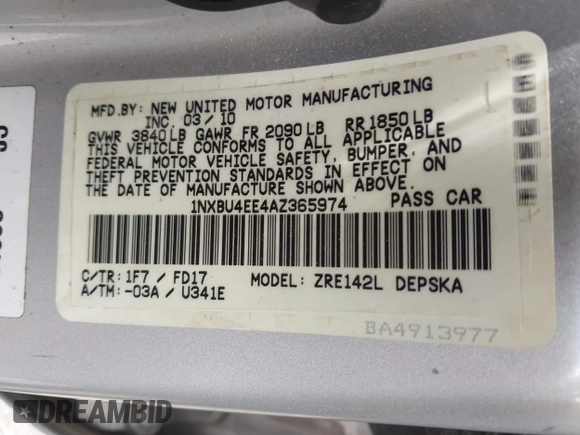 MFD.BY: NEW UNITED MOTOR MANUFACTURING
INC. 03/10
GVWR 3840LB GAWR FR 2090LB RR1850LB
THIS VEHICLE CONFORMS TO ALL APPLICABLE
FEDERAL MOTOR VEHICLE SAFETY, BUMPER, AND
THEFT PREVENTION STANDARDS IN EFFECT ON
THE DATE OF MANUFACTURE SHOWN ABOVE.
1NXBU4EE4AZ365974 PASS CAR
C/TR: 1F7 / FD17 MODEL: ZRE142L DEPSKA
A/TM: -03A / U341E
BA4913977
DREAMBID